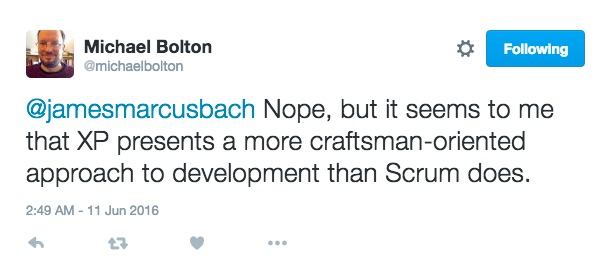 Michael Bolton
@michaelbolton
Following
@jamesmarcusbach Nope, but it seems to me
that XP presents a more craftsman-oriented
approach to development than Scrum does.
2:49 AM - 11 Jun 2016